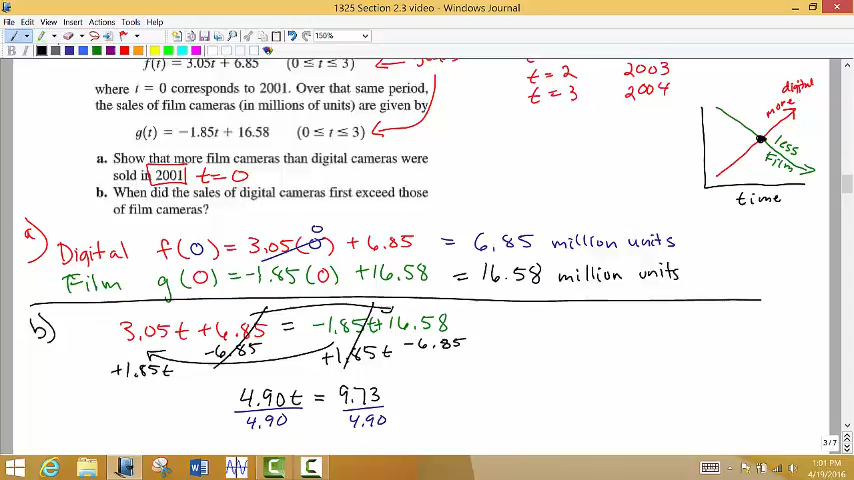 1325 Section 2.3 video - Windows Journal
File Edit View Insert Actions Tools Help
150%
f(t) = 3.05t + 6.85 (0 ≤ t ≤ 3)
where t = 0 corresponds to 2001. Over that same period,
the sales of film cameras (in millions of units) are given by
g(t) = −1.85t + 16.58 (0 ≤ t ≤ 3)
a. Show that more film cameras than digital cameras were
sold in 2001 t = 0
b. When did the sales of digital cameras first exceed those
of film cameras?
t = 2 2003
t = 3 2004
digital
more
less
Film
time
a)
Digital f(0) = 3.05(0) 0 + 6.85 = 6.85 million units
Film g(0) = -1.85(0) + 16.58 = 16.58 million units
b) 3.05t + 6.85 = -1.85t + 16.58
+1.85t -6.85 +1.85t -6.85
4.90t = 9.73
4.90 4.90
3/7
1:01 PM
4/19/2016